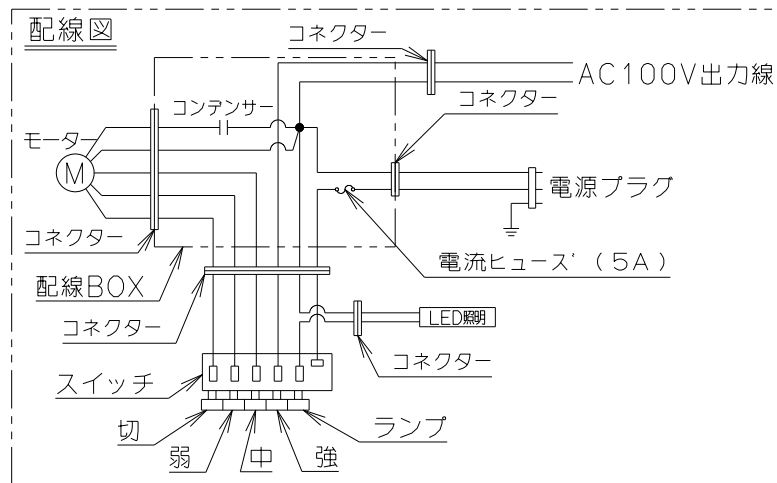 配線図
コネクター
AC100V出力線
コネクター
コンデンサー
モーター
M
電源プラグ
コネクター
電流ヒューズ（5A）
配線BOX
コネクター
LED照明
コネクター
スイッチ
切
弱
中
強
ランプ